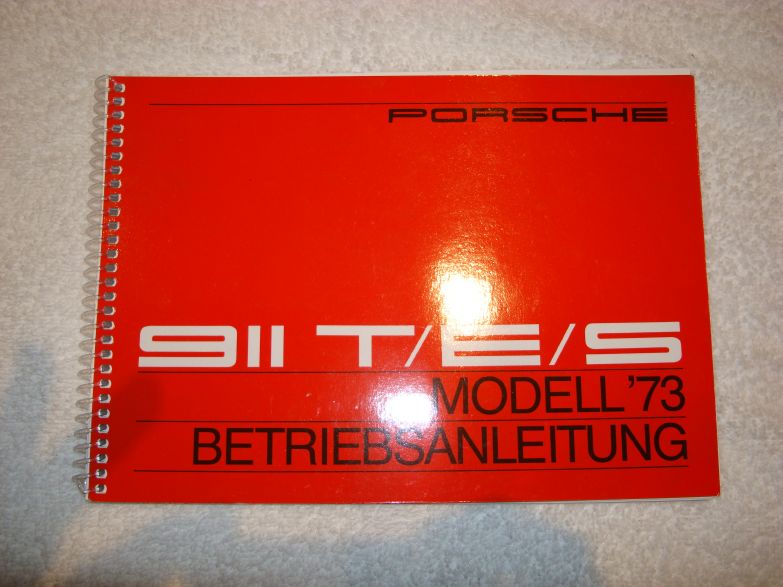 PORSCHE
911 T/E/S
MODELL '73
BETRIEBSANLEITUNG